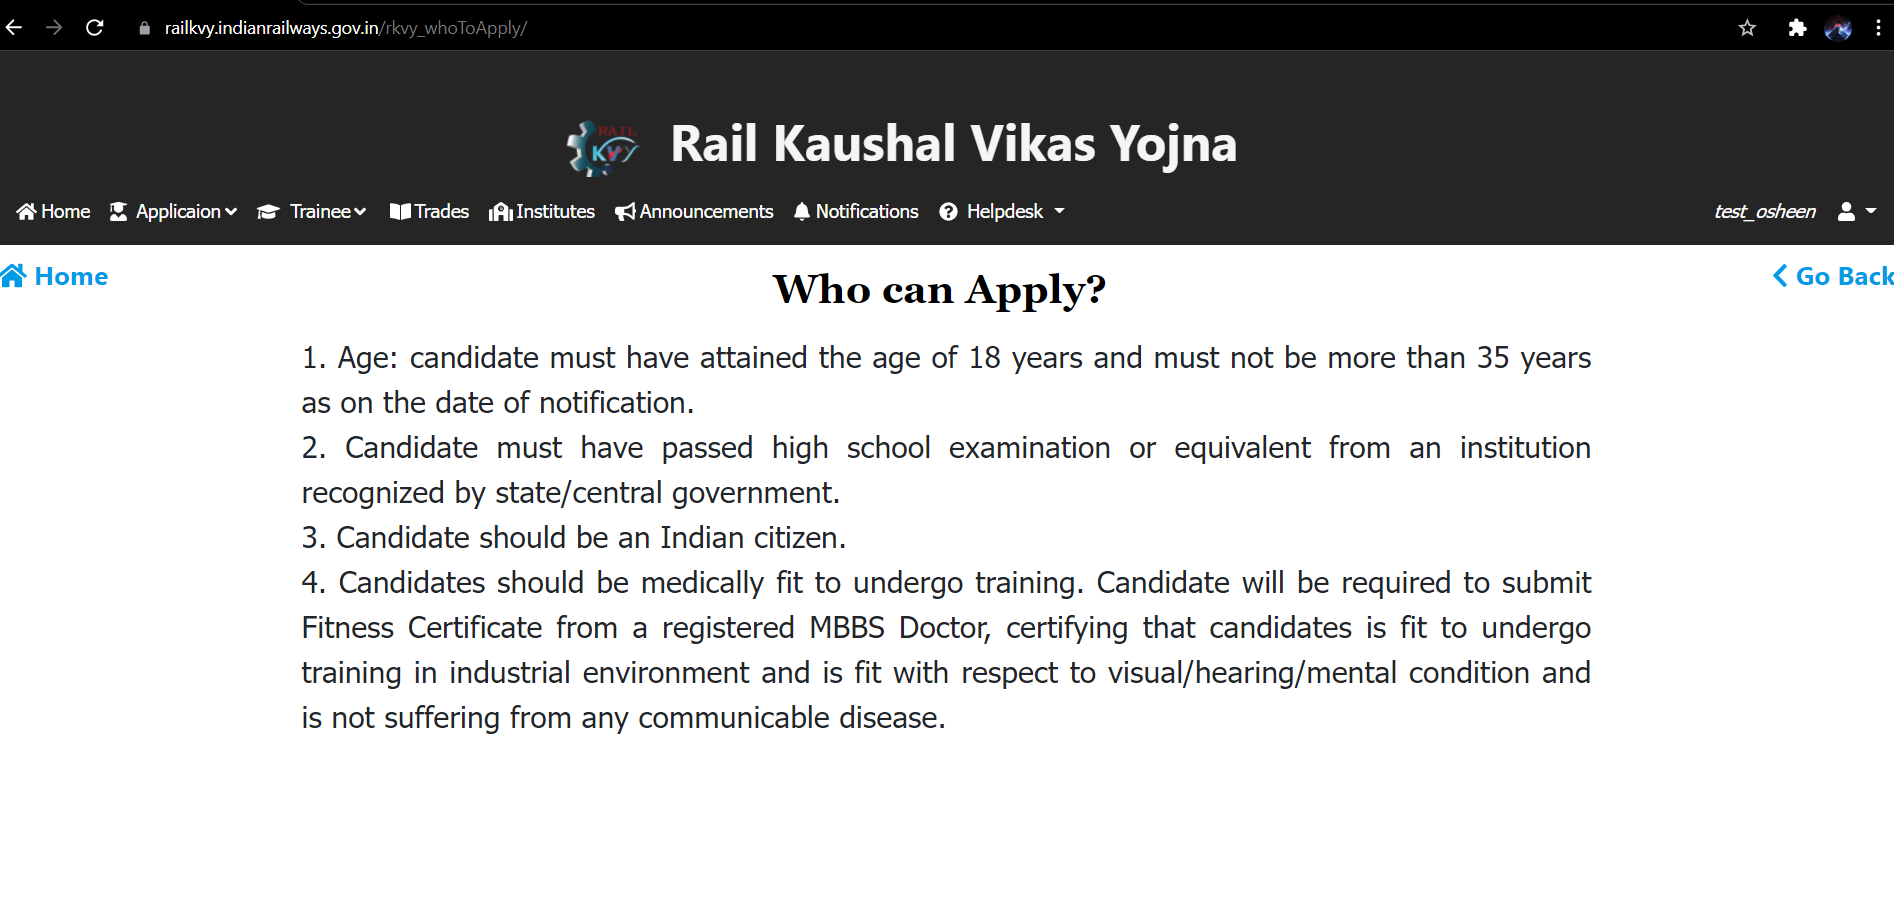 railkvy.indianrailways.gov.in/rkvy_whoToApply/
RAIL
KVY
Rail Kaushal Vikas Yojna
Home Applicaion Trainee Trades Institutes Announcements Notifications Helpdesk test_osheen
Home
Who can Apply?
Go Back
1. Age: candidate must have attained the age of 18 years and must not be more than 35 years
as on the date of notification.
2. Candidate must have passed high school examination or equivalent from an institution
recognized by state/central government.
3. Candidate should be an Indian citizen.
4. Candidates should be medically fit to undergo training. Candidate will be required to submit
Fitness Certificate from a registered MBBS Doctor, certifying that candidates is fit to undergo
training in industrial environment and is fit with respect to visual/hearing/mental condition and
is not suffering from any communicable disease.